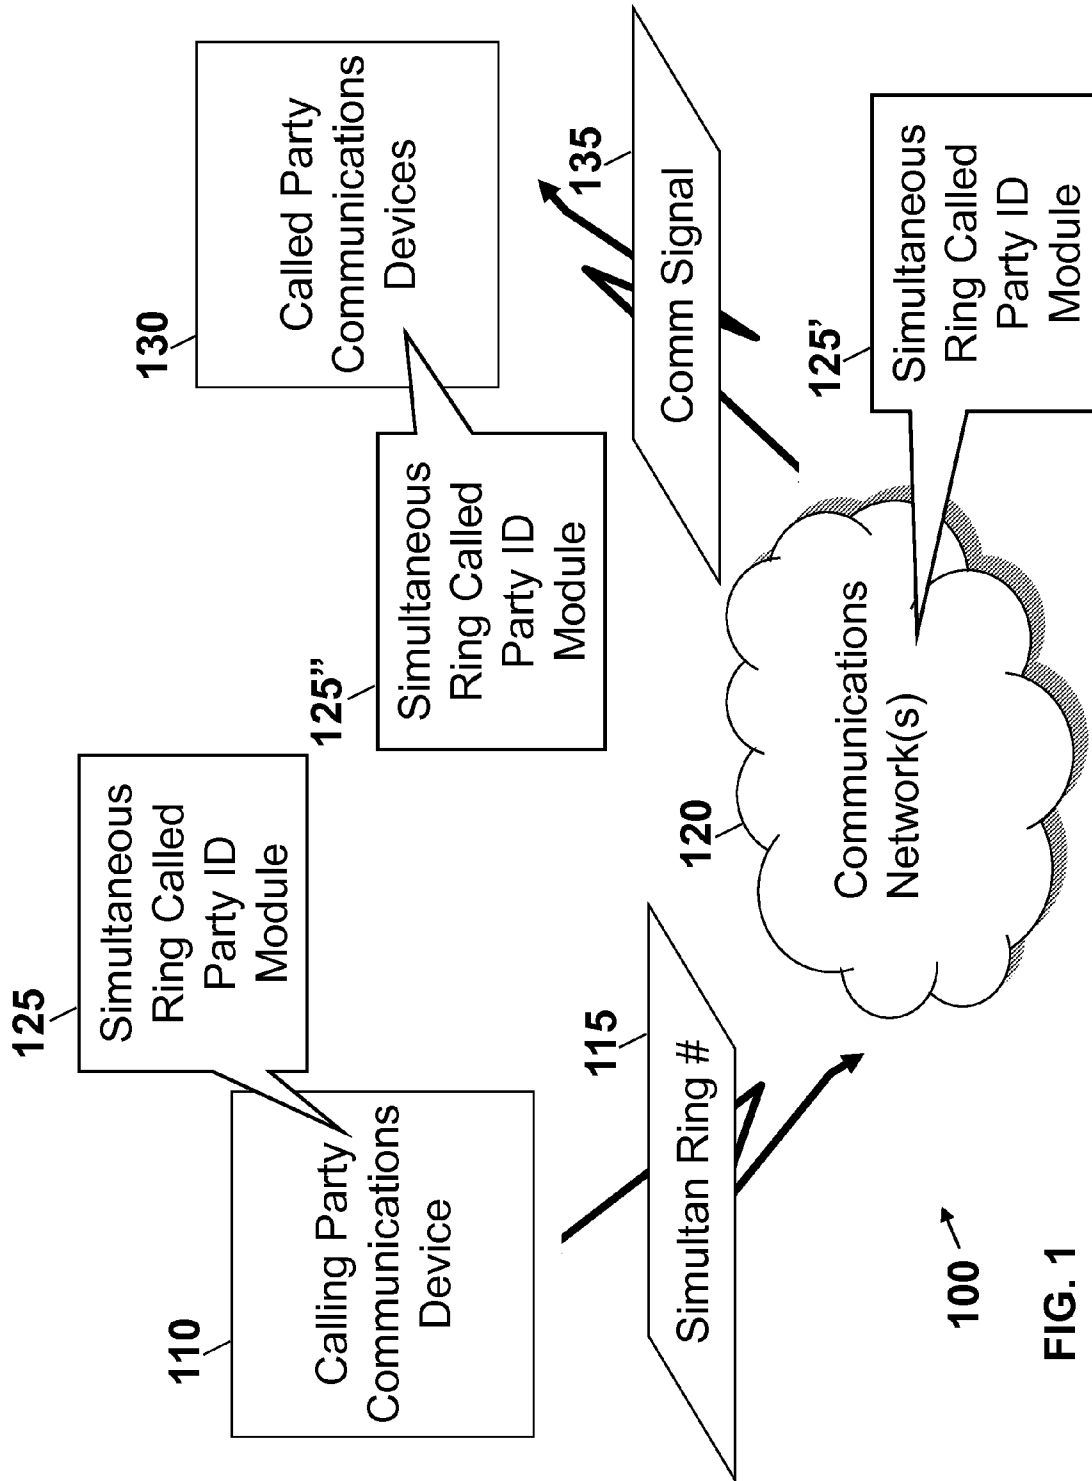 125
Simultaneous
Ring Called
Party ID
Module
110
Calling Party
Communications
Device
130
Called Party
Communications
Devices
125”
Simultaneous
Ring Called
Party ID
Module
115
Simultan Ring #
135
Comm Signal
120
Communications
Network(s)
125’
Simultaneous
Ring Called
Party ID
Module
100
FIG. 1